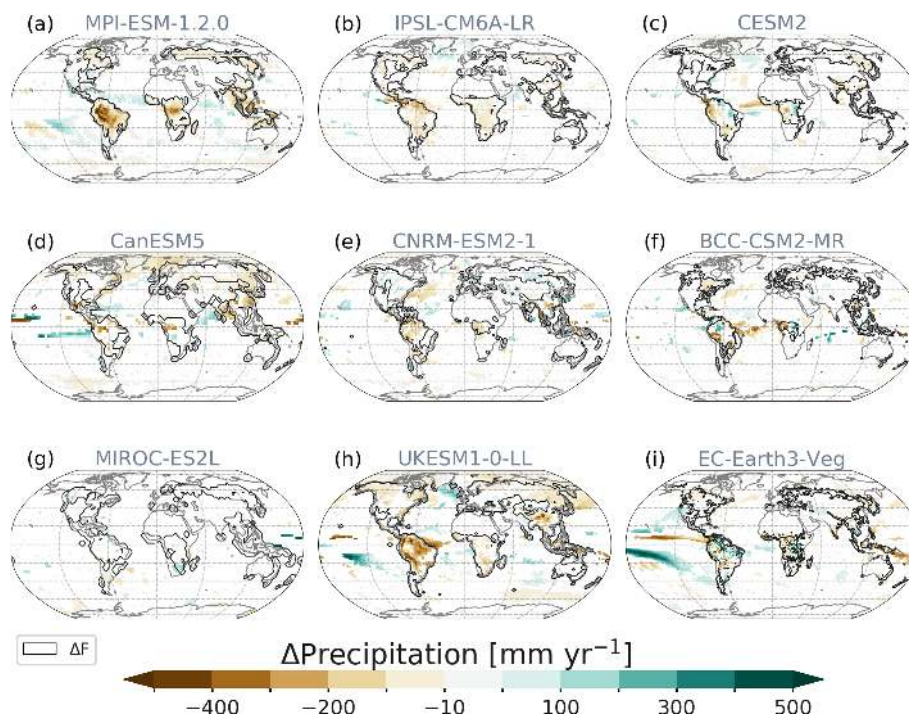 (a) MPI-ESM-1.2.0
(b) IPSL-CM6A-LR
(c) CESM2
(d) CanESM5
(e) CNRM-ESM2-1
(f) BCC-CSM2-MR
(g) MIROC-ES2L
(h) UKESM1-0-LL
(i) EC-Earth3-Veg
ΔF
ΔPrecipitation [mm yr⁻¹]
−400 −200 −10 100 300 500